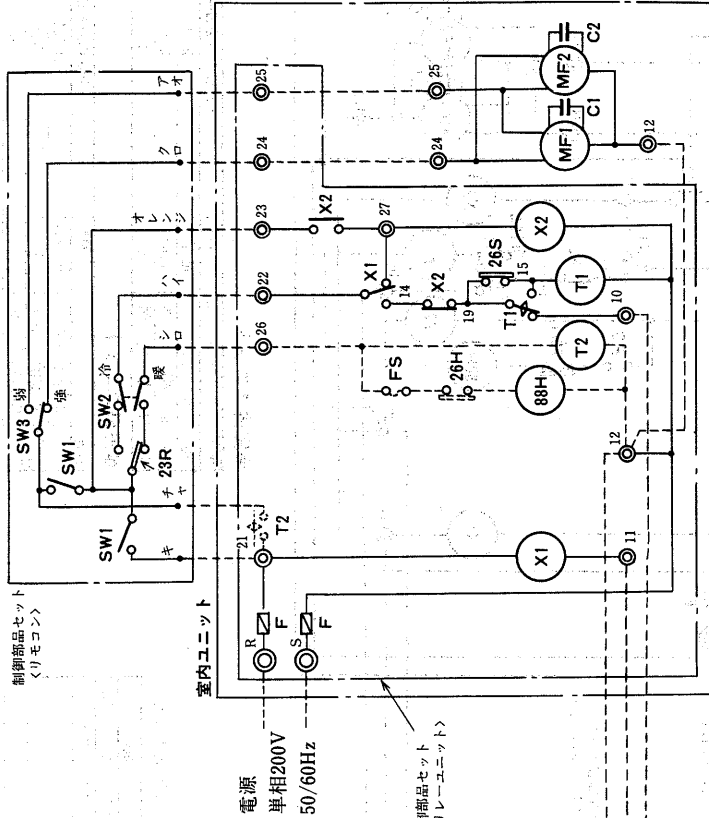 制御部品セット
<リモコン>
SW3
弱
強
SW1
SW1
SW2
冷
暖
23R
キ
チャ
シロ
ハイ
オレンジ
クロ
アオ
室内ユニット
電源
単相200V
50/60Hz
R
F
S
F
21
T2
26
22
23
24
25
X2
27
24
25
X1
14
X2
19
26S
15
T1
FS
26H
88H
T2
T1
X2
10
12
X1
11
MF1
C1
MF2
C2
12
御部品セット
リレーユニット>